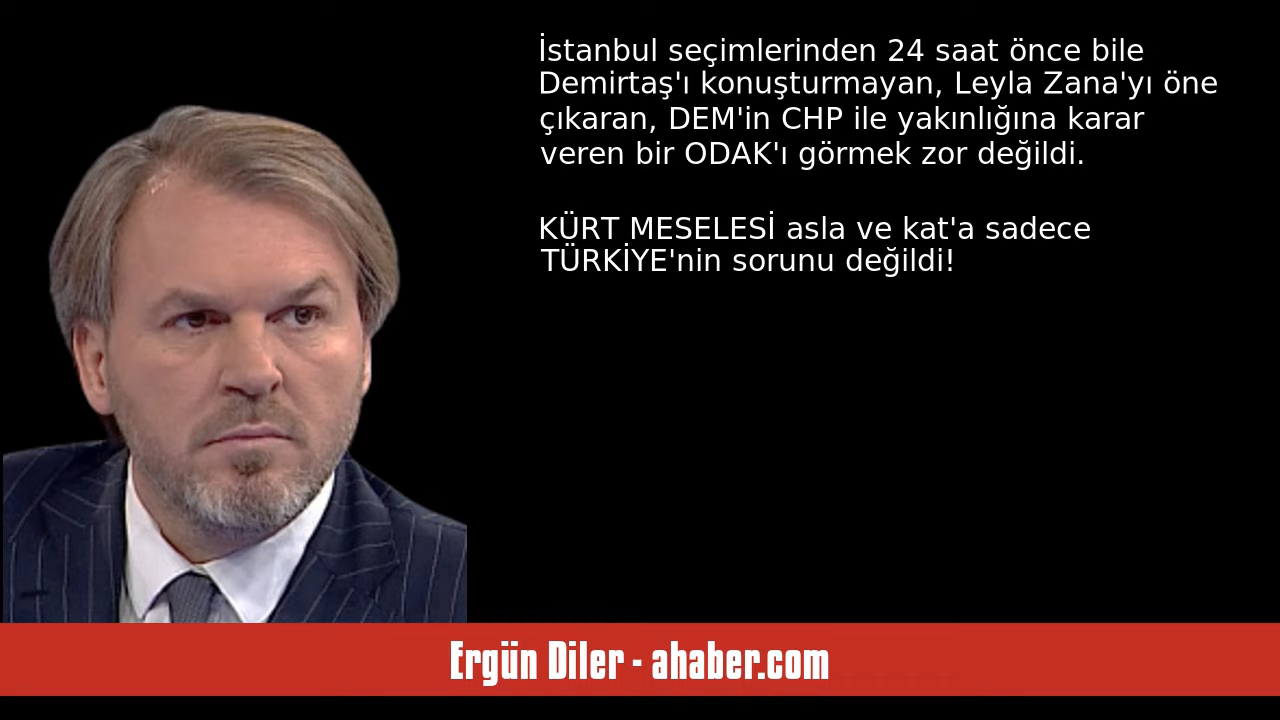 İstanbul seçimlerinden 24 saat önce bile
Demirtaş'ı konuşturmayan, Leyla Zana'yı öne
çıkaran, DEM'in CHP ile yakınlığına karar
veren bir ODAK'ı görmek zor değildi.
KÜRT MESELESİ asla ve kat'a sadece
TÜRKİYE'nin sorunu değildi!
Ergün Diler - ahaber.com